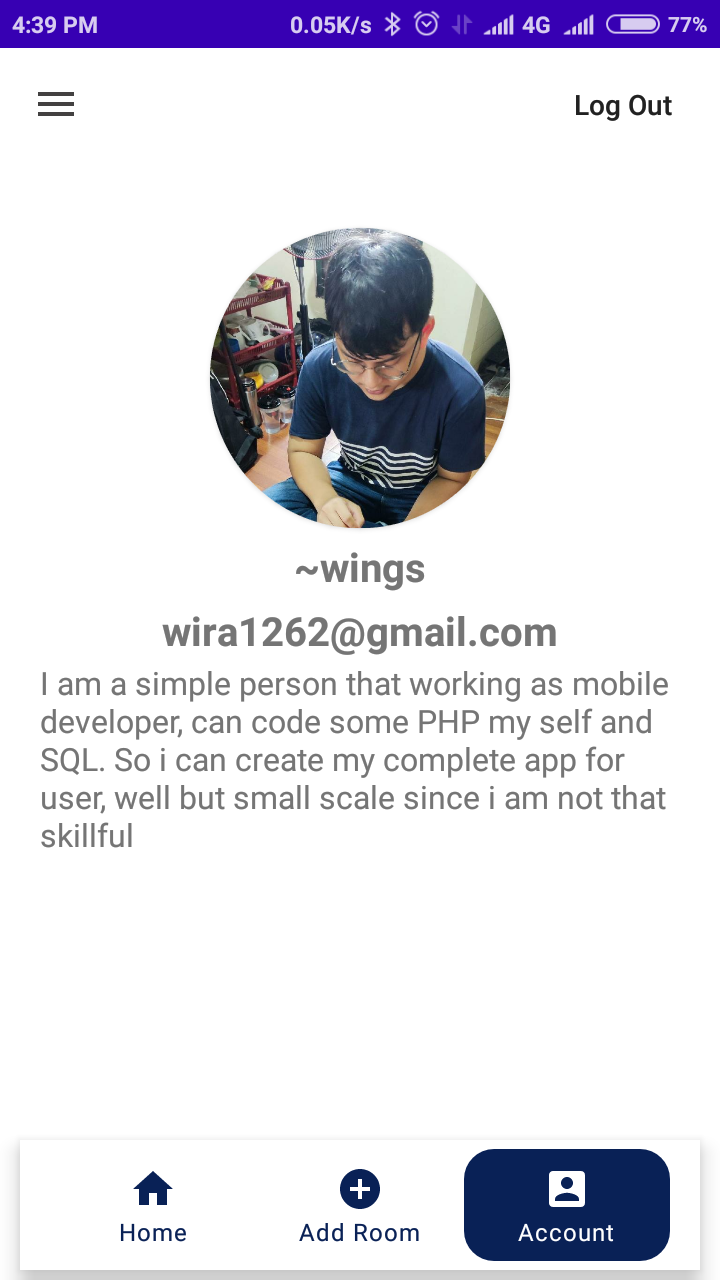 4:39 PM 0.05K/s 4G 77%
Log Out
~wings
wira1262@gmail.com
I am a simple person that working as mobile
developer, can code some PHP my self and
SQL. So i can create my complete app for
user, well but small scale since i am not that
skillful
Home Add Room Account